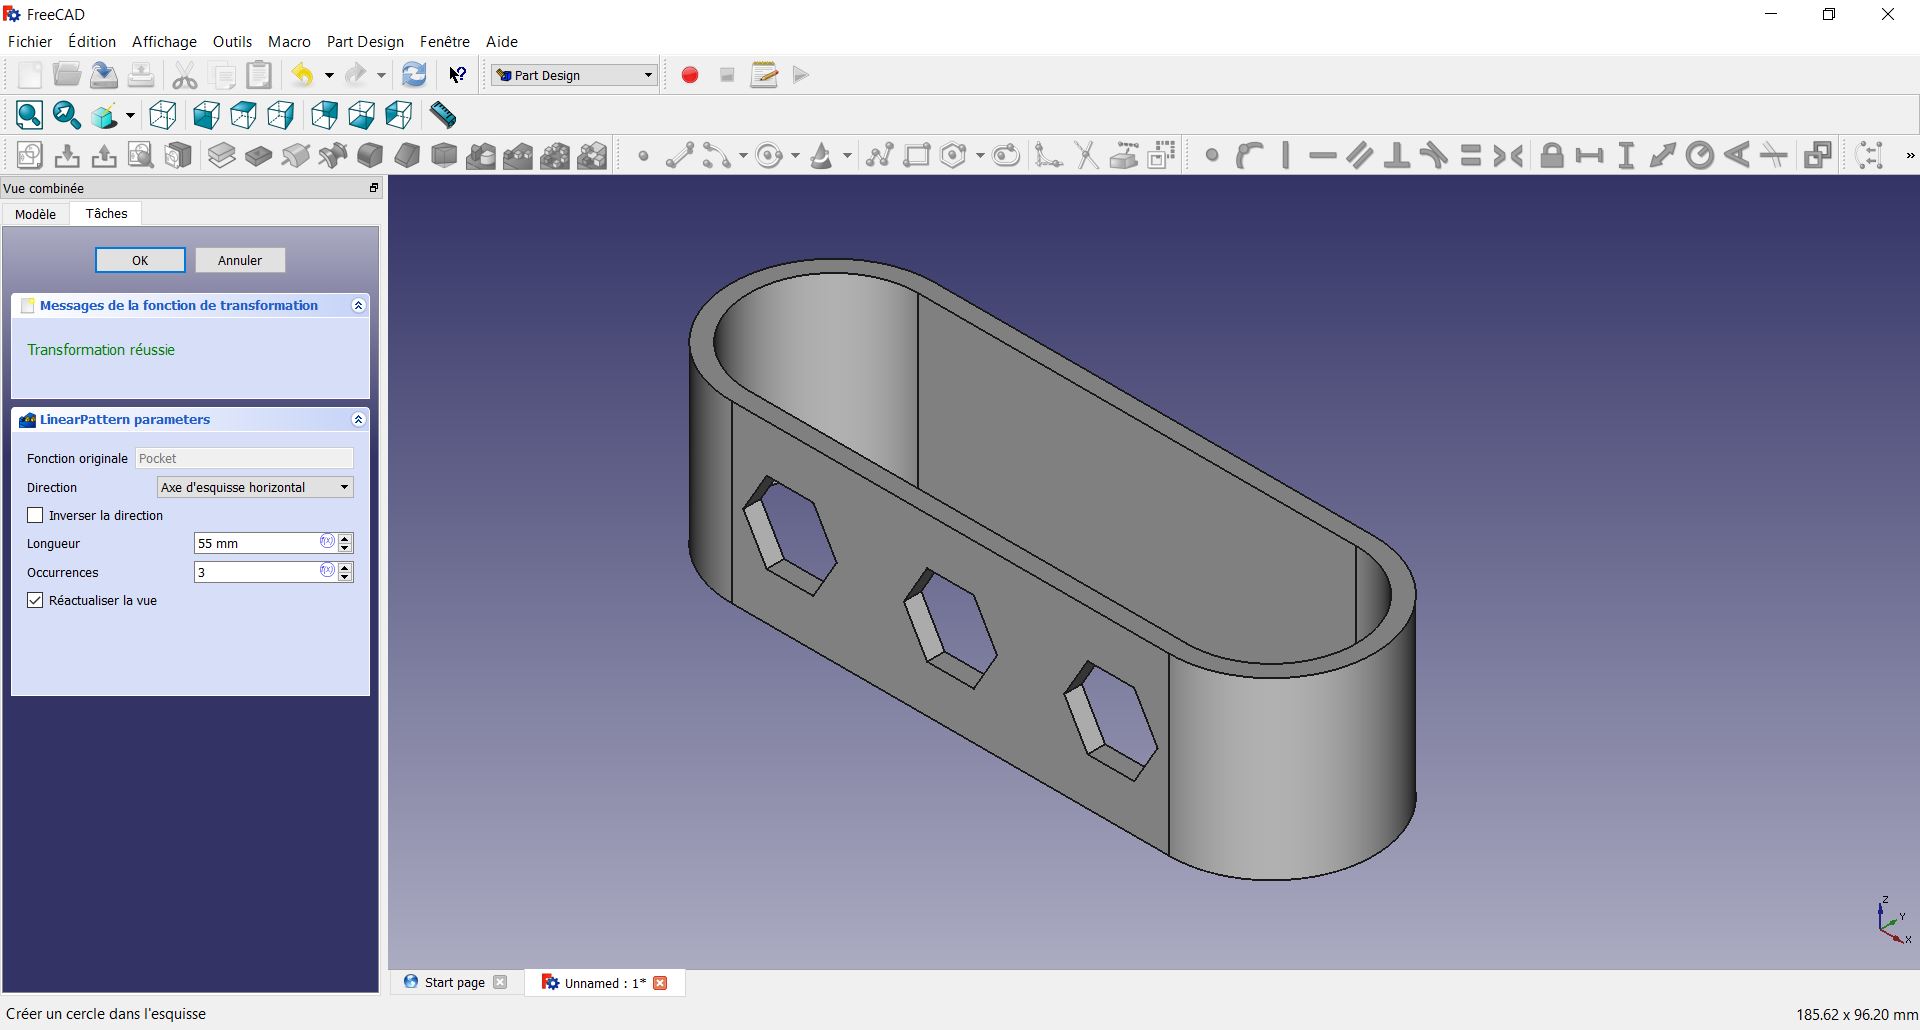 FreeCAD
Fichier Édition Affichage Outils Macro Part Design Fenêtre Aide
Part Design
Vue combinée
Modèle Tâches
OK Annuler
Messages de la fonction de transformation
Transformation réussie
LinearPattern parameters
Fonction originale Pocket
Direction Axe d'esquisse horizontal
Inverser la direction
Longueur 55 mm f(x)
Occurrences 3 f(x)
Réactualiser la vue
Z
Y
X
Start page Unnamed : 1*
Créer un cercle dans l'esquisse 185.62 x 96.20 mm